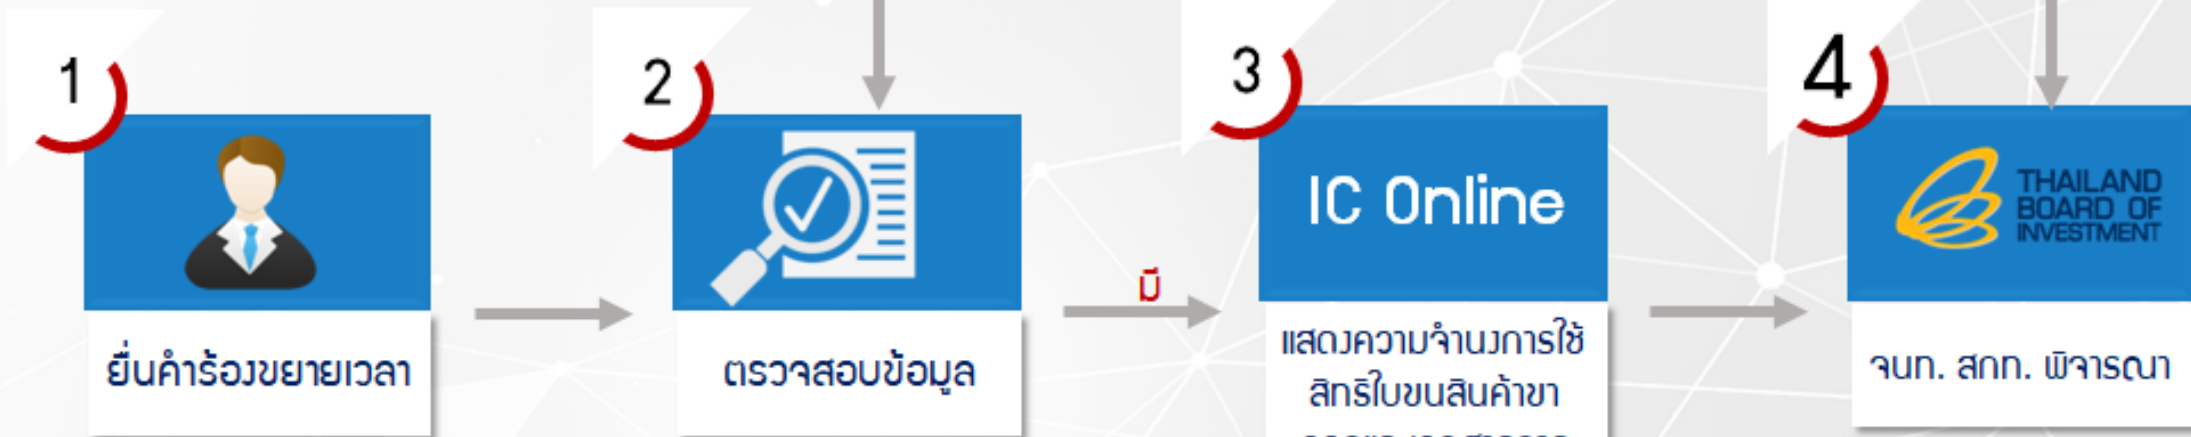 1
2
3
4
IC Online
THAILAND
BOARD OF
INVESTMENT
มี
ยื่นคำร้องขยายเวลา
ตรวจสอบข้อมูล
แสดงความจำนงการใช้
สิทธิใบขนสินค้าขา
จนท. สกท. พิจารณา